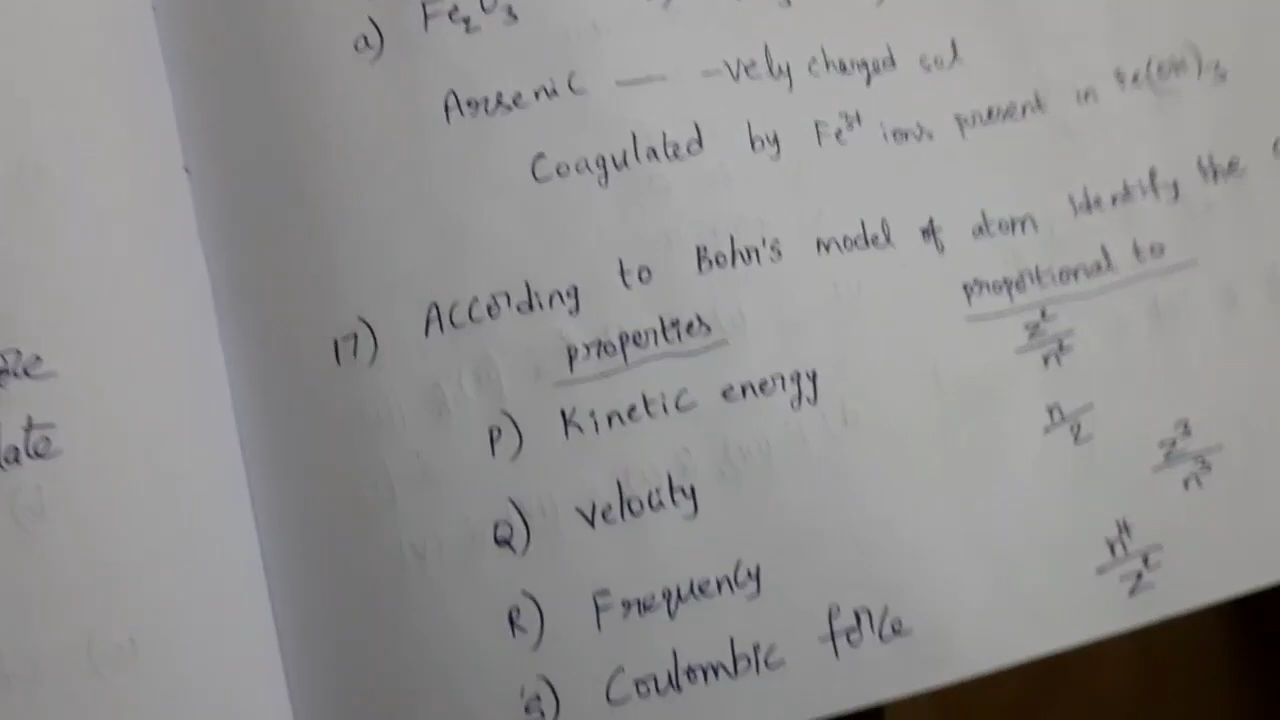 ate
a) Fe₂O₃
Arsenic — -vely charged sol
Coagulated by Fe³⁺ ions present in Fe(OH)₃
17) According to Bohr's model of atom identify the
properties proportional to
P) Kinetic energy z²/n²
Q) velocity n/z
R) Frequency z³/n³
s) Coulombic force n⁴/z²